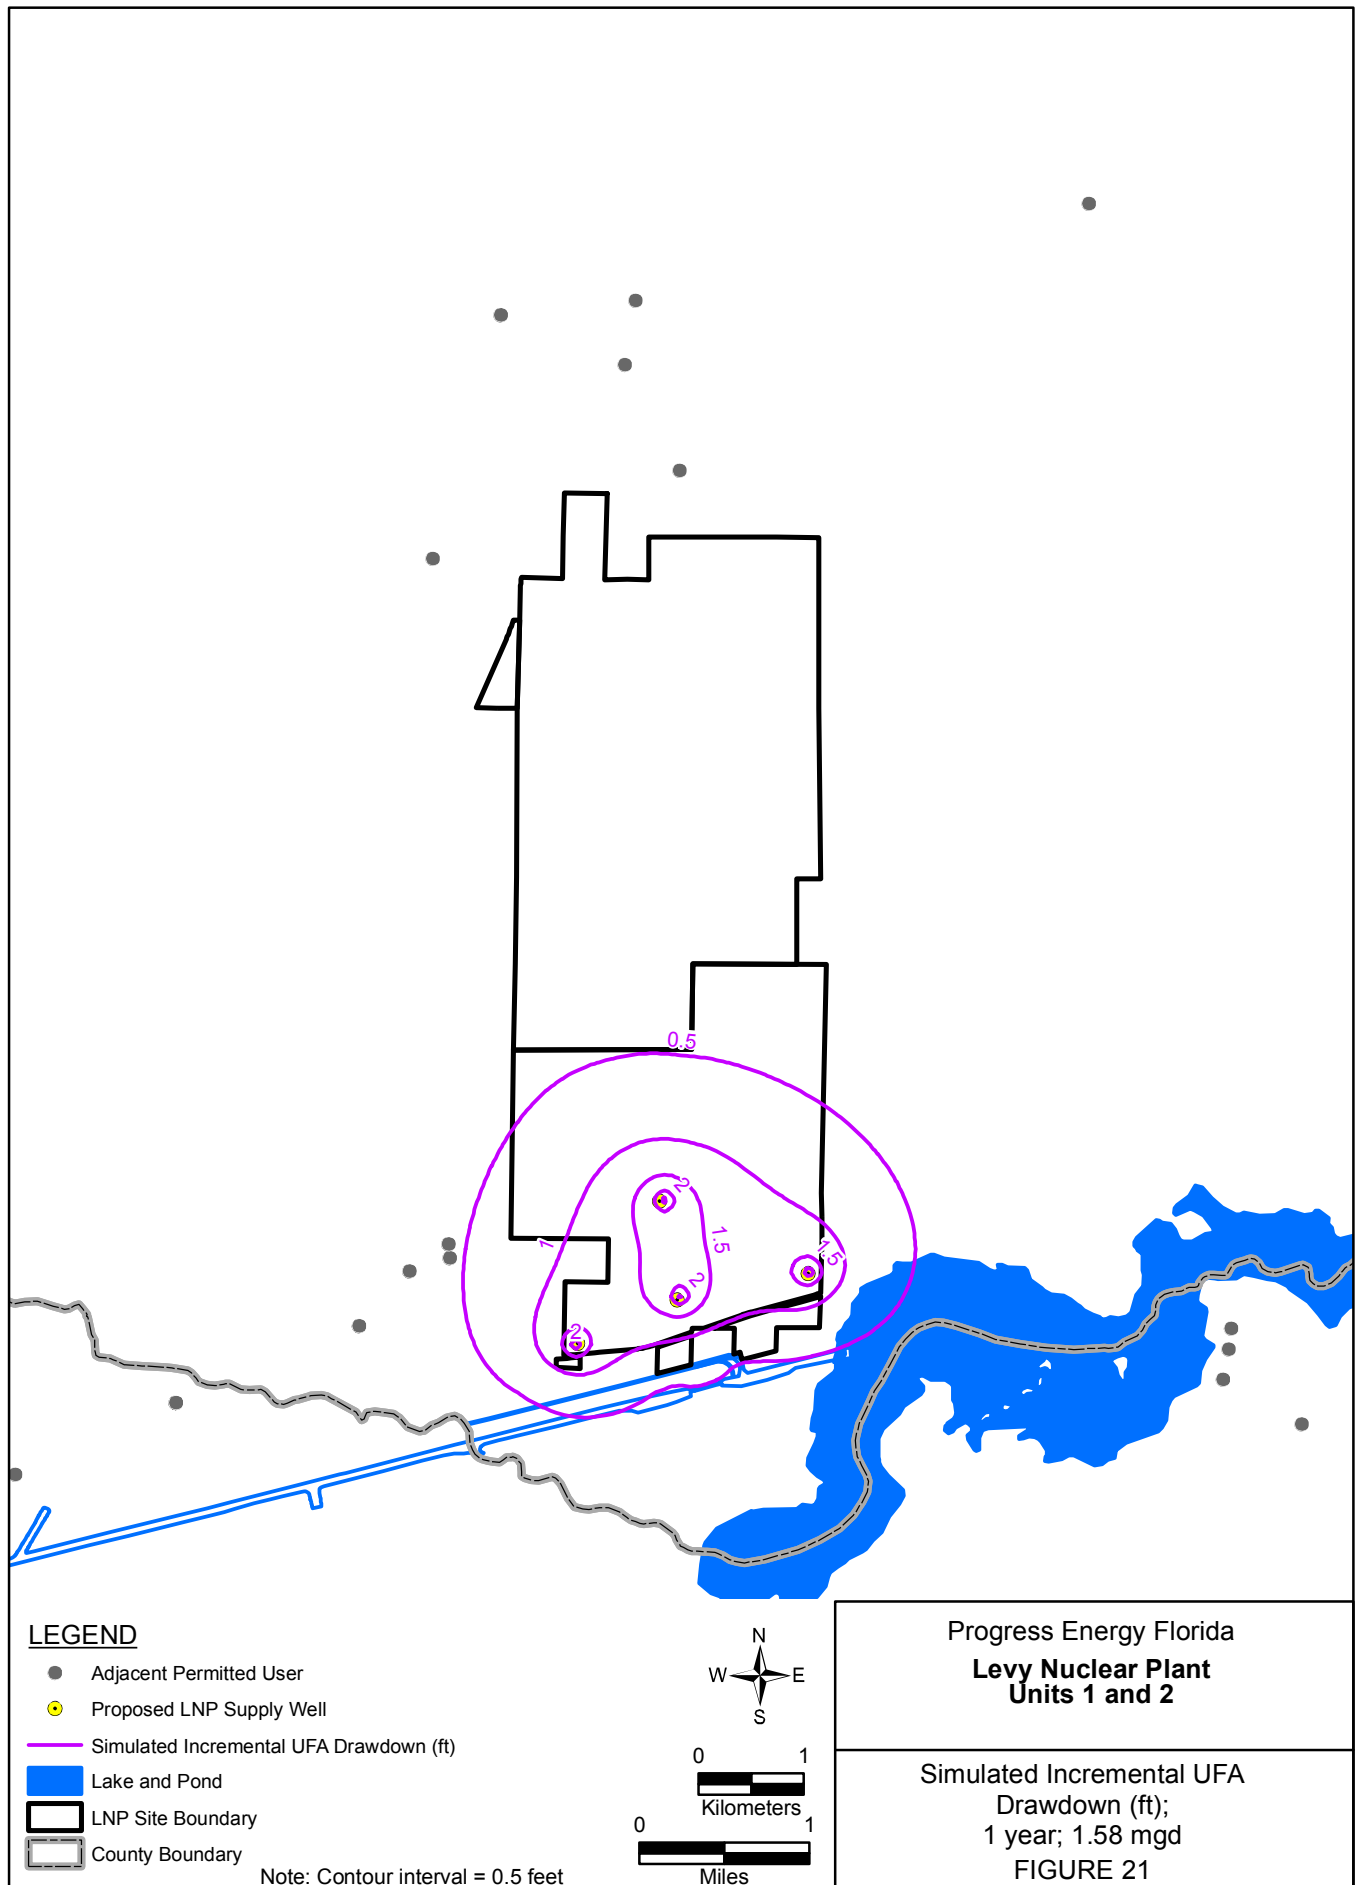 0.5
2
1.5
1
1.5
2
2
LEGEND
Adjacent Permitted User
Proposed LNP Supply Well
Simulated Incremental UFA Drawdown (ft)
Lake and Pond
LNP Site Boundary
County Boundary
Note: Contour interval = 0.5 feet
N
W E
S
0 1
Kilometers
0 1
Miles
Progress Energy Florida
Levy Nuclear Plant
Units 1 and 2
Simulated Incremental UFA
Drawdown (ft);
1 year; 1.58 mgd
FIGURE 21